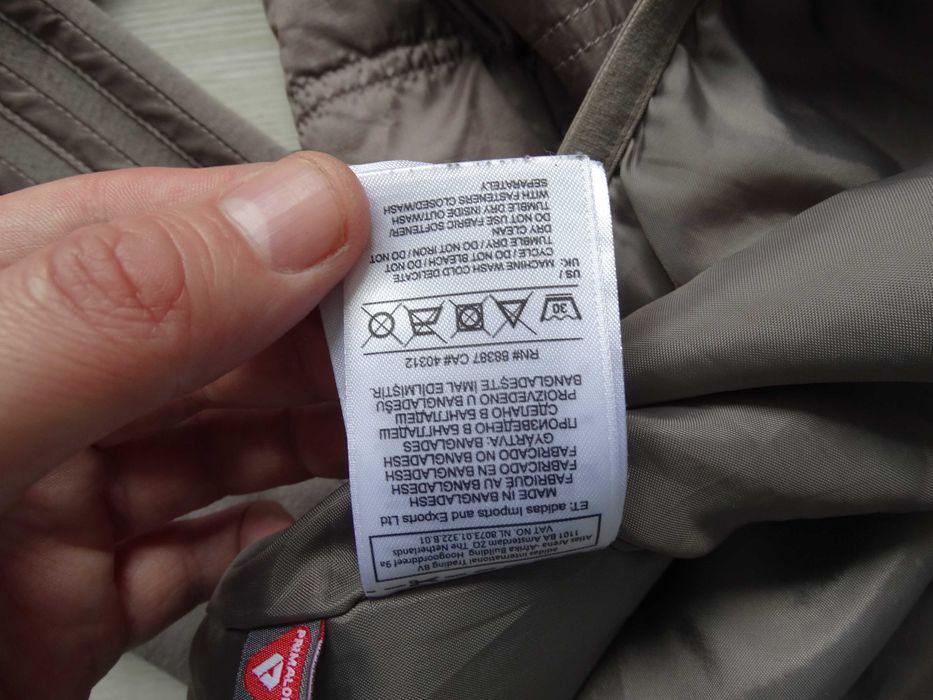 adidas International Trading BV
Atlas Arena -Afrika Building Hoogoorddreef 9a
1101 BA Amsterdam ZO The Netherlands
VAT NO. NL.8073.01.322.B.01
ET: adidas Imports and Exports Ltd
MADE IN BANGLADESH
FABRIQUÉ AU BANGLADESH
FABRICADO EN BANGLADESH
FABRICADO NO BANGLADESH
GYÁRTVA: BANGLADES
ПРОИЗВЕДЕНО В БАНГЛАДЕШ
СДЕЛАНО В БАНГЛАДЕШ
PROIZVEDENO U BANGLADEŠU
BANGLADEŞTE İMAL EDİLMİŞTİR.
RN# 88387 CA# 40312
30
US /
UK: MACHINE WASH COLD DELICATE
CYCLE / DO NOT BLEACH / DO NOT
TUMBLE DRY / DO NOT IRON / DO NOT
DRY CLEAN
DO NOT USE FABRIC SOFTENER/
TUMBLE DRY INSIDE OUT/WASH
WITH FASTENERS CLOSED/WASH
SEPARATELY